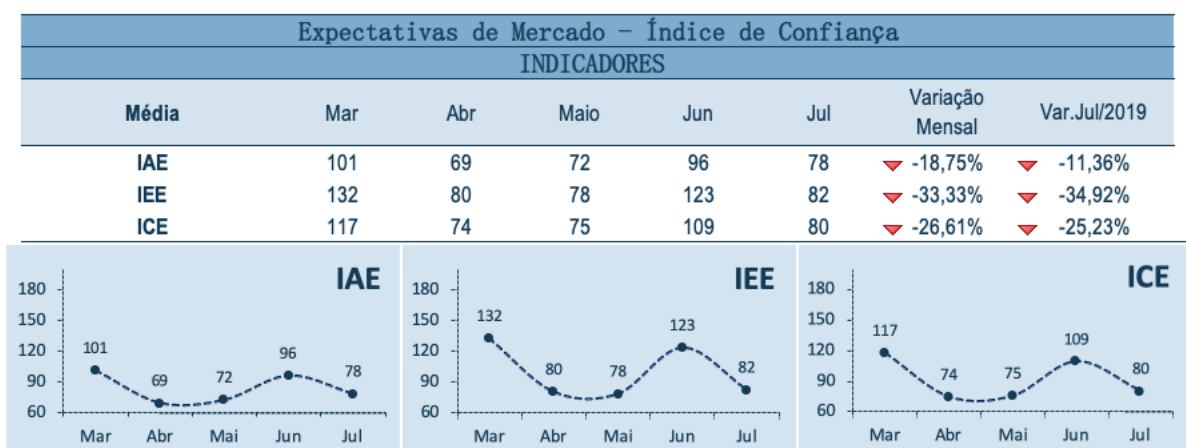 Expectativas de Mercado – Índice de Confiança
INDICADORES
Média Mar Abr Maio Jun Jul Variação Mensal Var.Jul/2019
IAE 101 69 72 96 78 -18,75% -11,36%
IEE 132 80 78 123 82 -33,33% -34,92%
ICE 117 74 75 109 80 -26,61% -25,23%
IAE
180
150
120
90
60
101 69 72 96 78
Mar Abr Mai Jun Jul
IEE
180
150
120
90
60
132 80 78 123 82
Mar Abr Mai Jun Jul
ICE
180
150
120
90
60
117 74 75 109 80
Mar Abr Mai Jun Jul